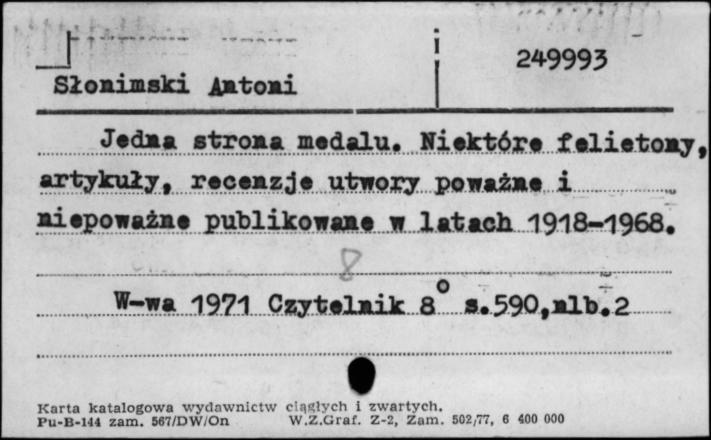 249993
Słonimski Antoni
Jedna strona medalu. Niektóre felietony,
artykuły, recenzje utwory poważne i
niepoważne publikowane w latach 1918-1968.
8
W-wa 1971 Czytelnik 8° s.590,nlb.2
Karta katalogowa wydawnictw ciągłych i zwartych.
Pu-B-144 zam. 567/DW/On W.Z.Graf. Z-2, Zam. 502/77, 6 400 000